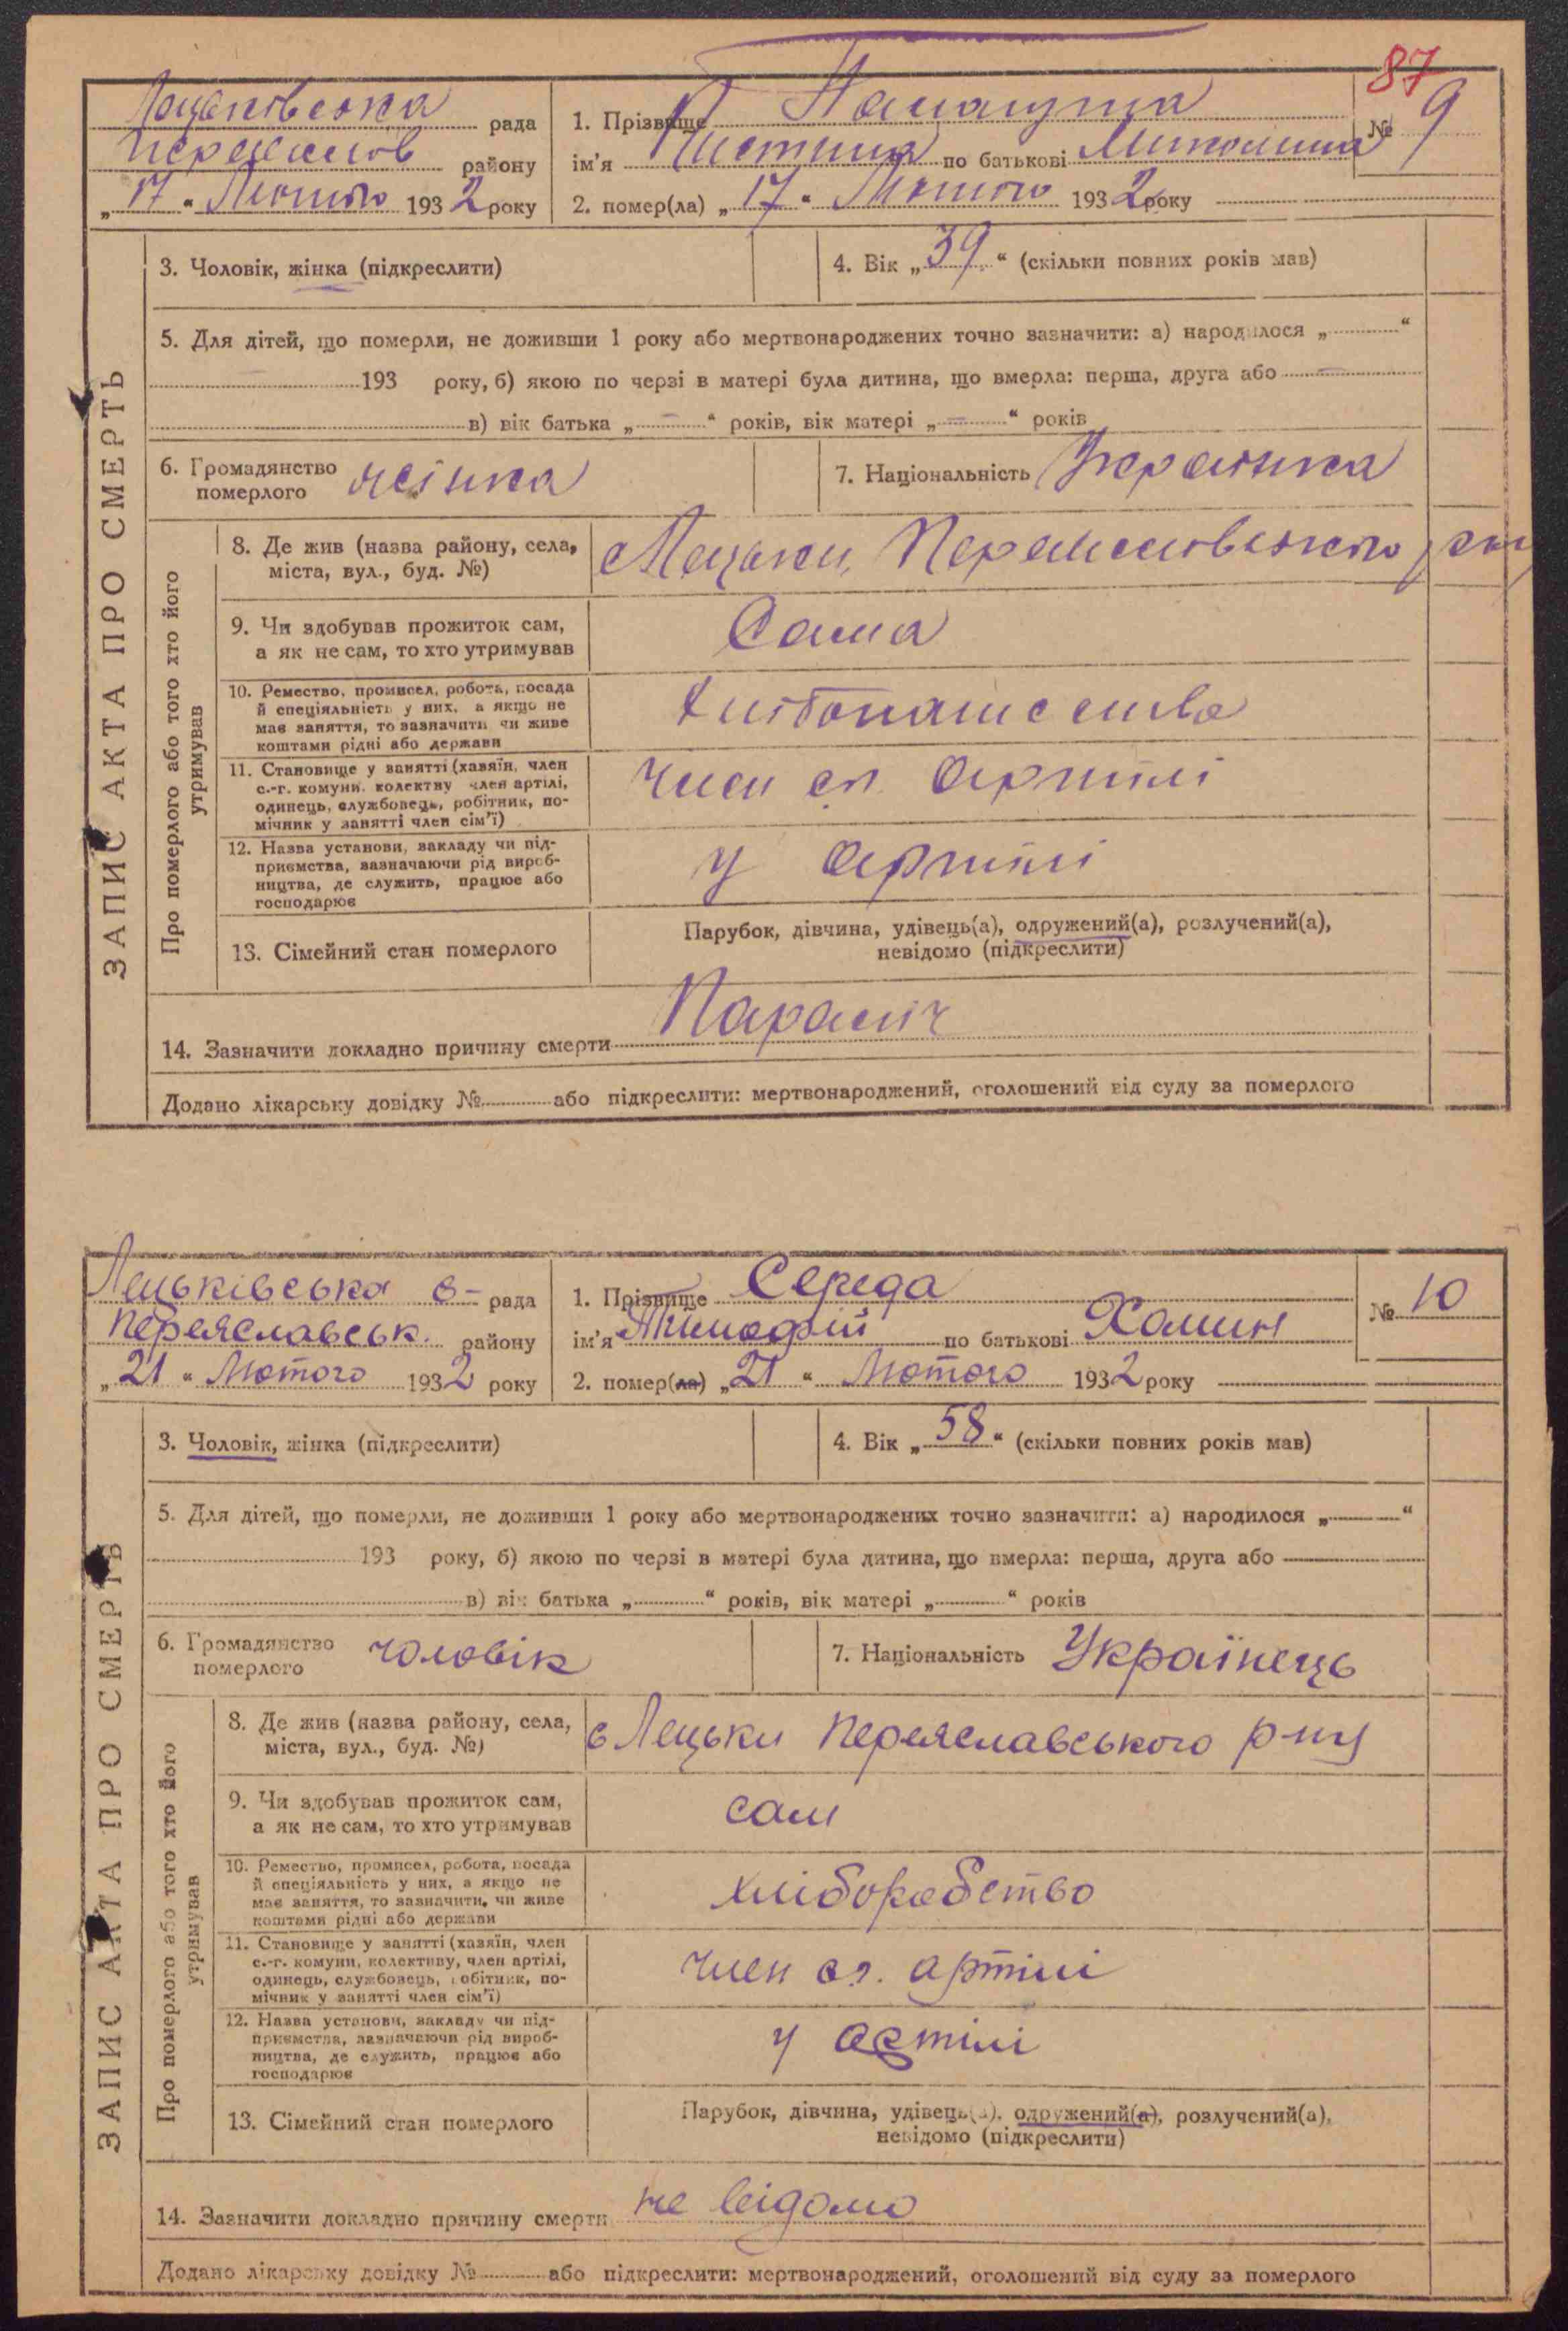 87
Лецьківська рада
Переяслов району
„17“ Лютого 1932 року
1. Прізвище
№ 9
ім'я по батькові
2. помер(ла) „17“ Лютого 1932 року
ЗАПИС АКТА ПРО СМЕРТЬ
3. Чоловік, жінка (підкреслити)
4. Вік „39“ (скільки повних років мав)
5. Для дітей, що померли, не доживши 1 року або мертвонароджених точно зазначити: а) народилося „ “
193 року, б) якою по черзі в матері була дитина, що вмерла: перша, друга або
в) вік батька „ “ років, вік матері „ “ років
6. Громадянство
померлого жінка
7. Національність Українка
Про померлого або того хто його
утримував
8. Де жив (назва району, села,
міста, вул., буд. №)
с Лецьки, Переясловського р-ну
9. Чи здобував прожиток сам,
а як не сам, то хто утримував
Сама
10. Ремество, промисел, робота, посада
й спеціяльність у них, а якщо не
має заняття, то зазначити чи живе
коштами рідні або держави
11. Становище у занятті (хазяїн, член
с.-г. комуни, колективу член артілі,
одинець, службовець, робітник, по-
мічник у занятті член сім'ї)
Член сг. Артілі
12. Назва установи, закладу чи під-
приємства, зазначаючи рід вироб-
ництва, де служить, працює або
господарює
у Артілі
13. Сімейний стан померлого
Парубок, дівчина, удівець(а), одружений(а), розлучений(а),
невідомо (підкреслити)
14. Зазначити докладно причину смерти Параліч
Додано лікарську довідку № або підкреслити: мертвонароджений, оголошений від суду за померлого
Лецьківська с- рада
Переяславськ. району
„21“ Лютого 1932 року
1. Прізвище Середа
№ 10
ім'я Тимофій по батькові Хомин
2. помер(ла) „21“ Лютого 1932 року
ЗАПИС АКТА ПРО СМЕРТЬ
3. Чоловік, жінка (підкреслити)
4. Вік „58“ (скільки повних років мав)
5. Для дітей, що померли, не доживши 1 року або мертвонароджених точно зазначити: а) народилося „ “
193 року, б) якою по черзі в матері була дитина, що вмерла: перша, друга або
в) вік батька „ “ років, вік матері „ “ років
6. Громадянство
померлого чоловік
7. Національність Українець
Про померлого або того хто його
утримував
8. Де жив (назва району, села,
міста, вул., буд. №)
с Лецьки Переяславського р-ну
9. Чи здобував прожиток сам,
а як не сам, то хто утримував
сам
10. Ремество, промисел, робота, посада
й спеціяльність у них, а якщо не
має заняття, то зазначити, чи живе
коштами рідні або держави
хліборобство
11. Становище у занятті (хазяїн, член
с.-г. комуни, колективу, член артілі,
одинець, службовець, робітник, по-
мічник у занятті член сім'ї)
член сг. артілі
12. Назва установи, закладу чи під-
приємства, зазначаючи рід вироб-
ництва, де служить, працює або
господарює
у артілі
13. Сімейний стан померлого
Парубок, дівчина, удівець(а), одружений(а), розлучений(а),
невідомо (підкреслити)
14. Зазначити докладно причину смерти не відомо
Додано лікарську довідку № або підкреслити: мертвонароджений, оголошений від суду за померлого